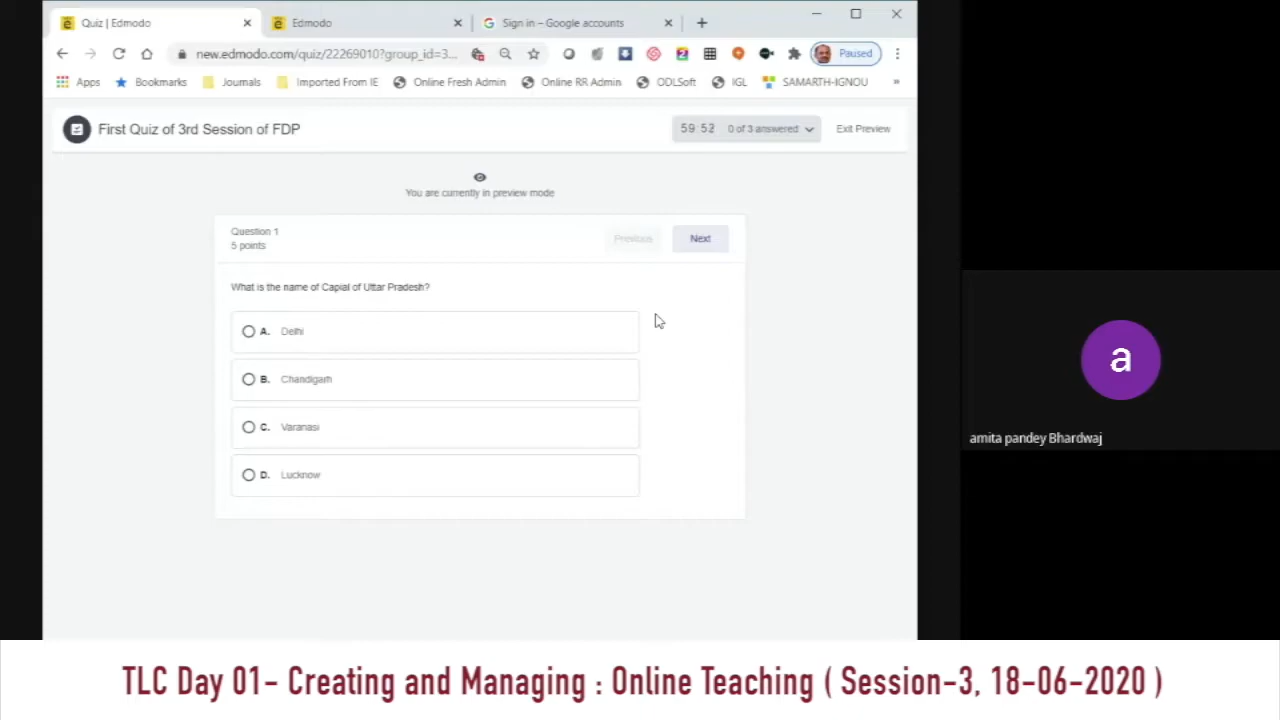 Quiz | Edmodo
Edmodo
Sign in – Google accounts
new.edmodo.com/quiz/22269010?group_id=3...
Paused
Apps
Bookmarks
Journals
Imported From IE
Online Fresh Admin
Online RR Admin
ODLSoft
IGL
SAMARTH-IGNOU
»
First Quiz of 3rd Session of FDP
59:52 0 of 3 answered
Exit Preview
You are currently in preview mode
Question 1
5 points
Previous
Next
What is the name of Capial of Uttar Pradesh?
A. Delhi
B. Chandigarh
C. Varanasi
D. Lucknow
a
amita pandey Bhardwaj
TLC Day 01- Creating and Managing : Online Teaching ( Session-3, 18-06-2020 )